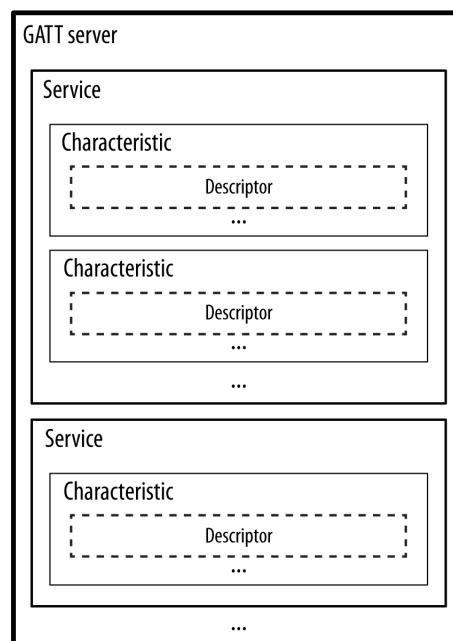 GATT server
Service
Characteristic
Descriptor
...
Characteristic
Descriptor
...
...
Service
Characteristic
Descriptor
...
...